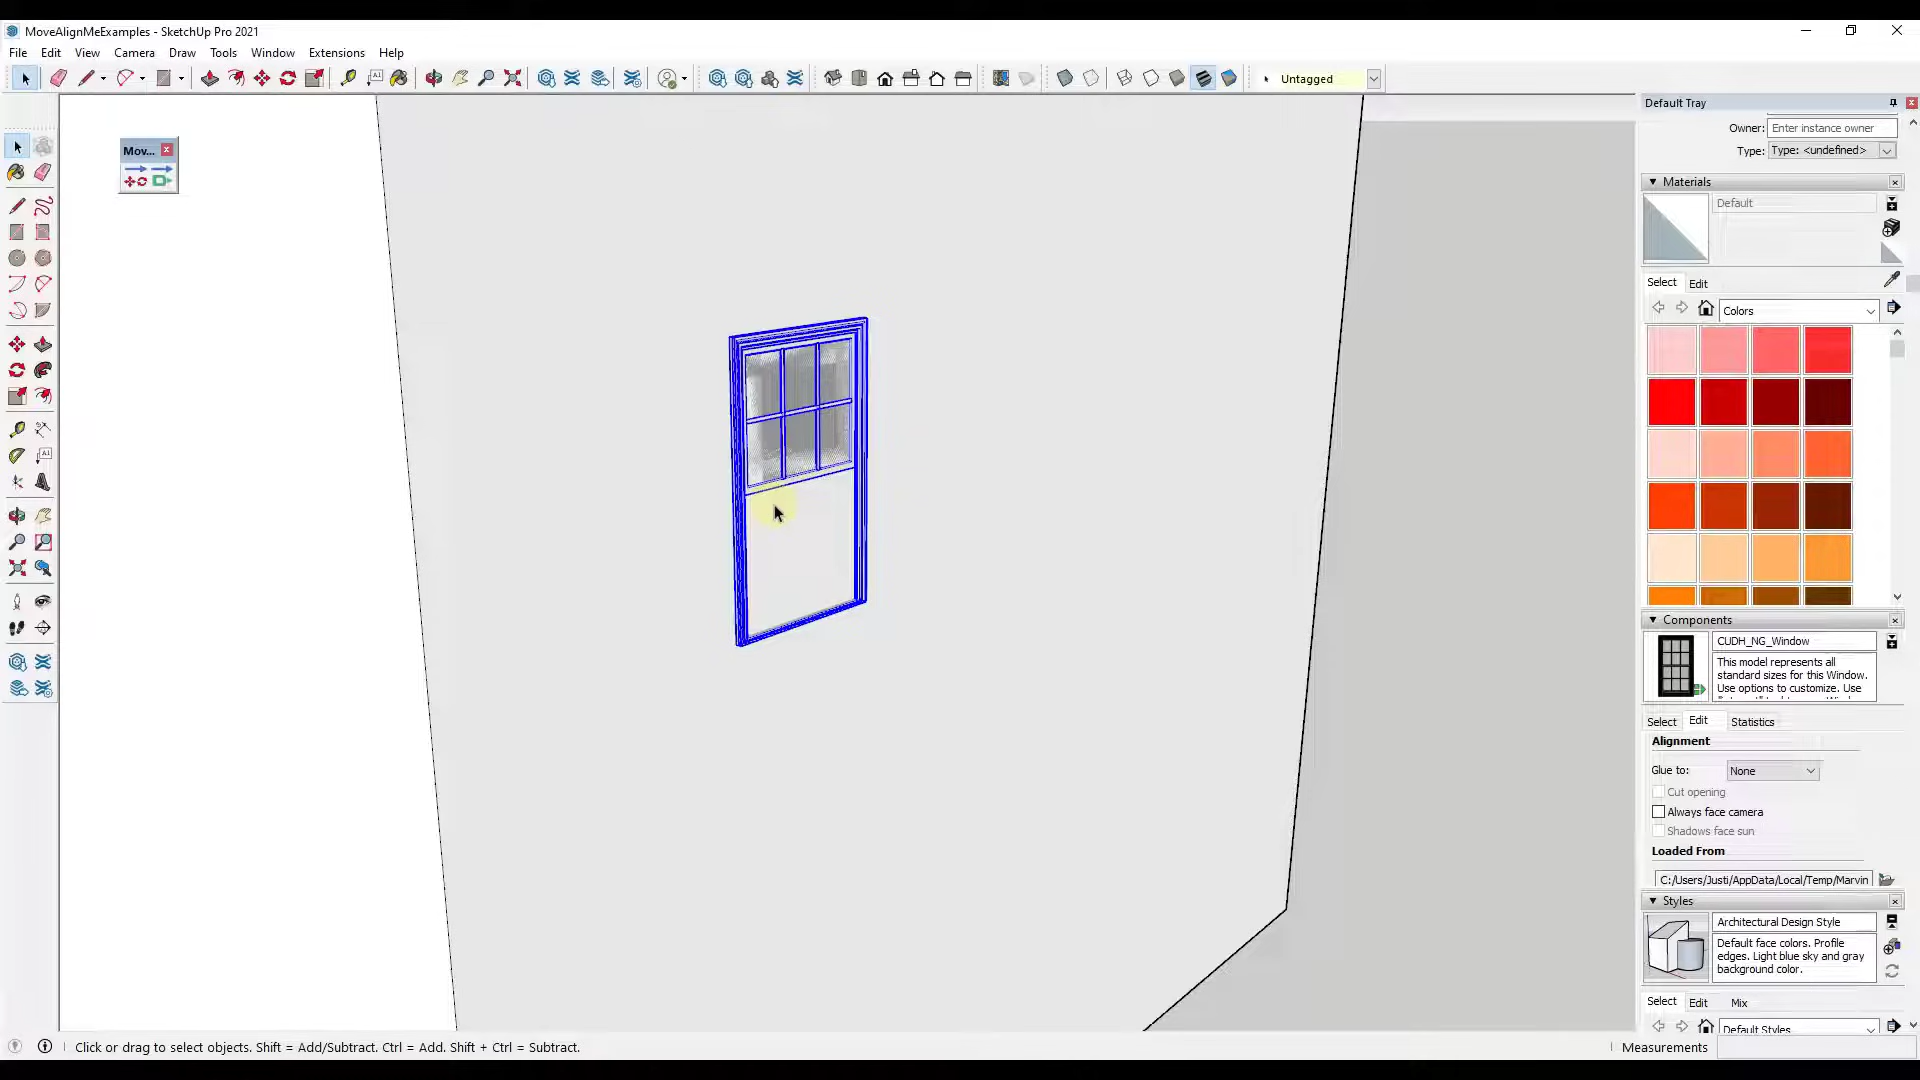 MoveAlignMeExamples - SketchUp Pro 2021
File Edit View Camera Draw Tools Window Extensions Help
Untagged
Default Tray
Mov...
Owner: Enter instance owner
Type: Type: <undefined>
Materials
Default
Select Edit
Colors
Components
CUDH_NG_Window
This model represents all
standard sizes for this Window.
Use options to customize. Use
Select Edit Statistics
Alignment
Glue to: None
Cut opening
Always face camera
Shadows face sun
Loaded From
C:/Users/Justi/AppData/Local/Temp/Marvin
Styles
Architectural Design Style
Default face colors. Profile
edges. Light blue sky and gray
background color.
Select Edit Mix
Default Styles
Click or drag to select objects. Shift = Add/Subtract. Ctrl = Add. Shift + Ctrl = Subtract.
Measurements